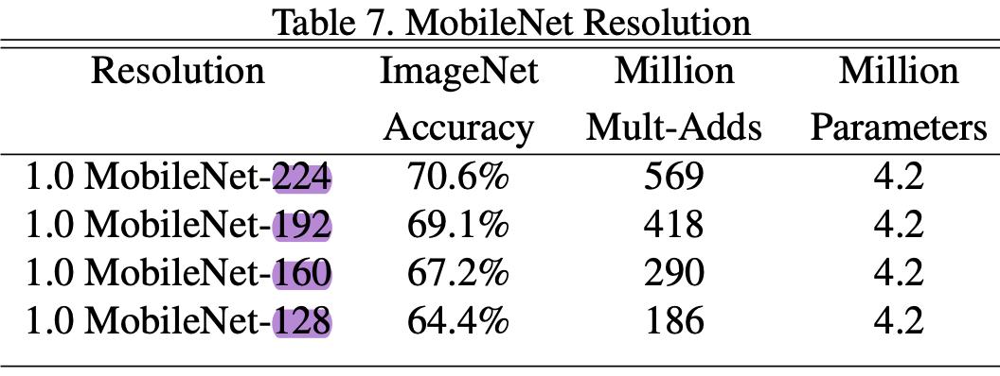 Table 7. MobileNet Resolution
Resolution ImageNet Million Million
Accuracy Mult-Adds Parameters
1.0 MobileNet-224 70.6% 569 4.2
1.0 MobileNet-192 69.1% 418 4.2
1.0 MobileNet-160 67.2% 290 4.2
1.0 MobileNet-128 64.4% 186 4.2